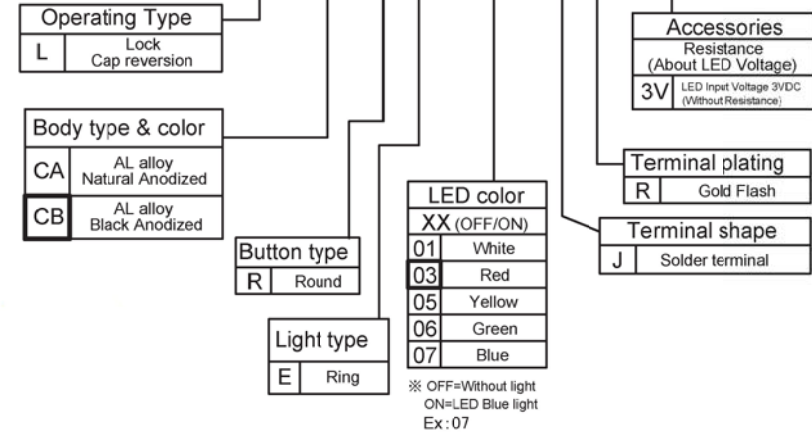 Operating Type
L
Lock
Cap reversion
Accessories
Resistance
(About LED Voltage)
3V
LED Input Voltage 3VDC
(Without Resistance)
Body type & color
CA
AL alloy
Natural Anodized
CB
AL alloy
Black Anodized
Terminal plating
R
Gold Flash
LED color
XX (OFF/ON)
01 White
03 Red
05 Yellow
06 Green
07 Blue
Terminal shape
J
Solder terminal
Button type
R
Round
Light type
E
Ring
※ OFF=Without light
ON=LED Blue light
Ex:07